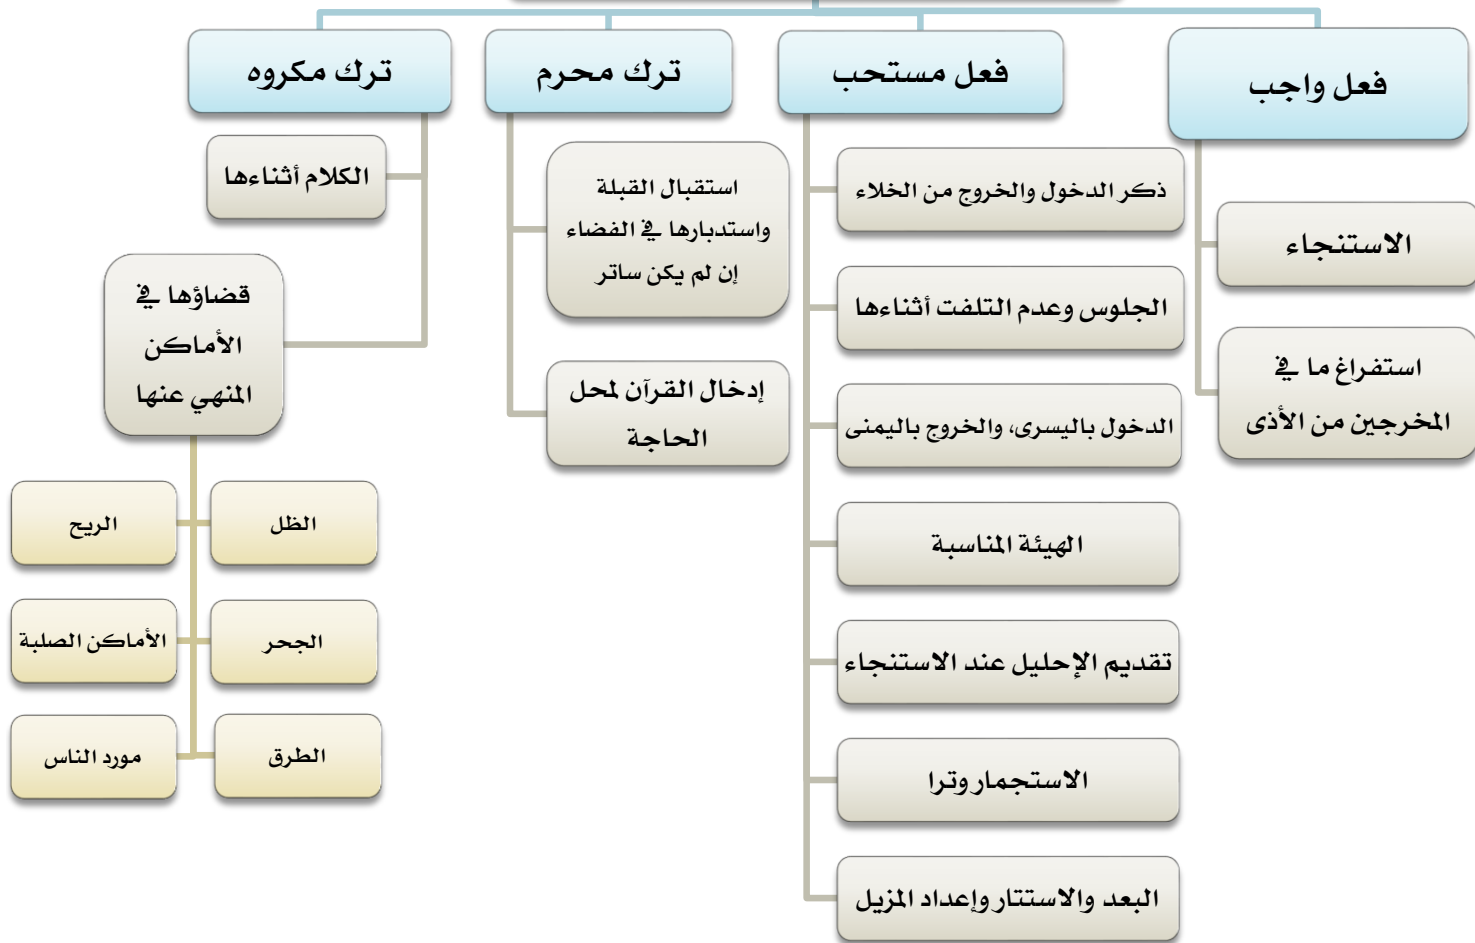 فعل واجب
فعل مستحب
ترك محرم
ترك مكروه
الاستنجاء
استفراغ ما في
المخرجين من الأذى
ذكر الدخول والخروج من الخلاء
الجلوس وعدم التلفت أثناءها
الدخول باليسرى، والخروج باليمنى
الهيئة المناسبة
تقديم الإحليل عند الاستنجاء
الاستجمار وترا
البعد والاستتار وإعداد المزيل
استقبال القبلة
واستدبارها في الفضاء
إن لم يكن ساتر
إدخال القرآن لمحل
الحاجة
الكلام أثناءها
قضاؤها في
الأماكن
المنهي عنها
الظل
الريح
الجحر
الأماكن الصلبة
الطرق
مورد الناس